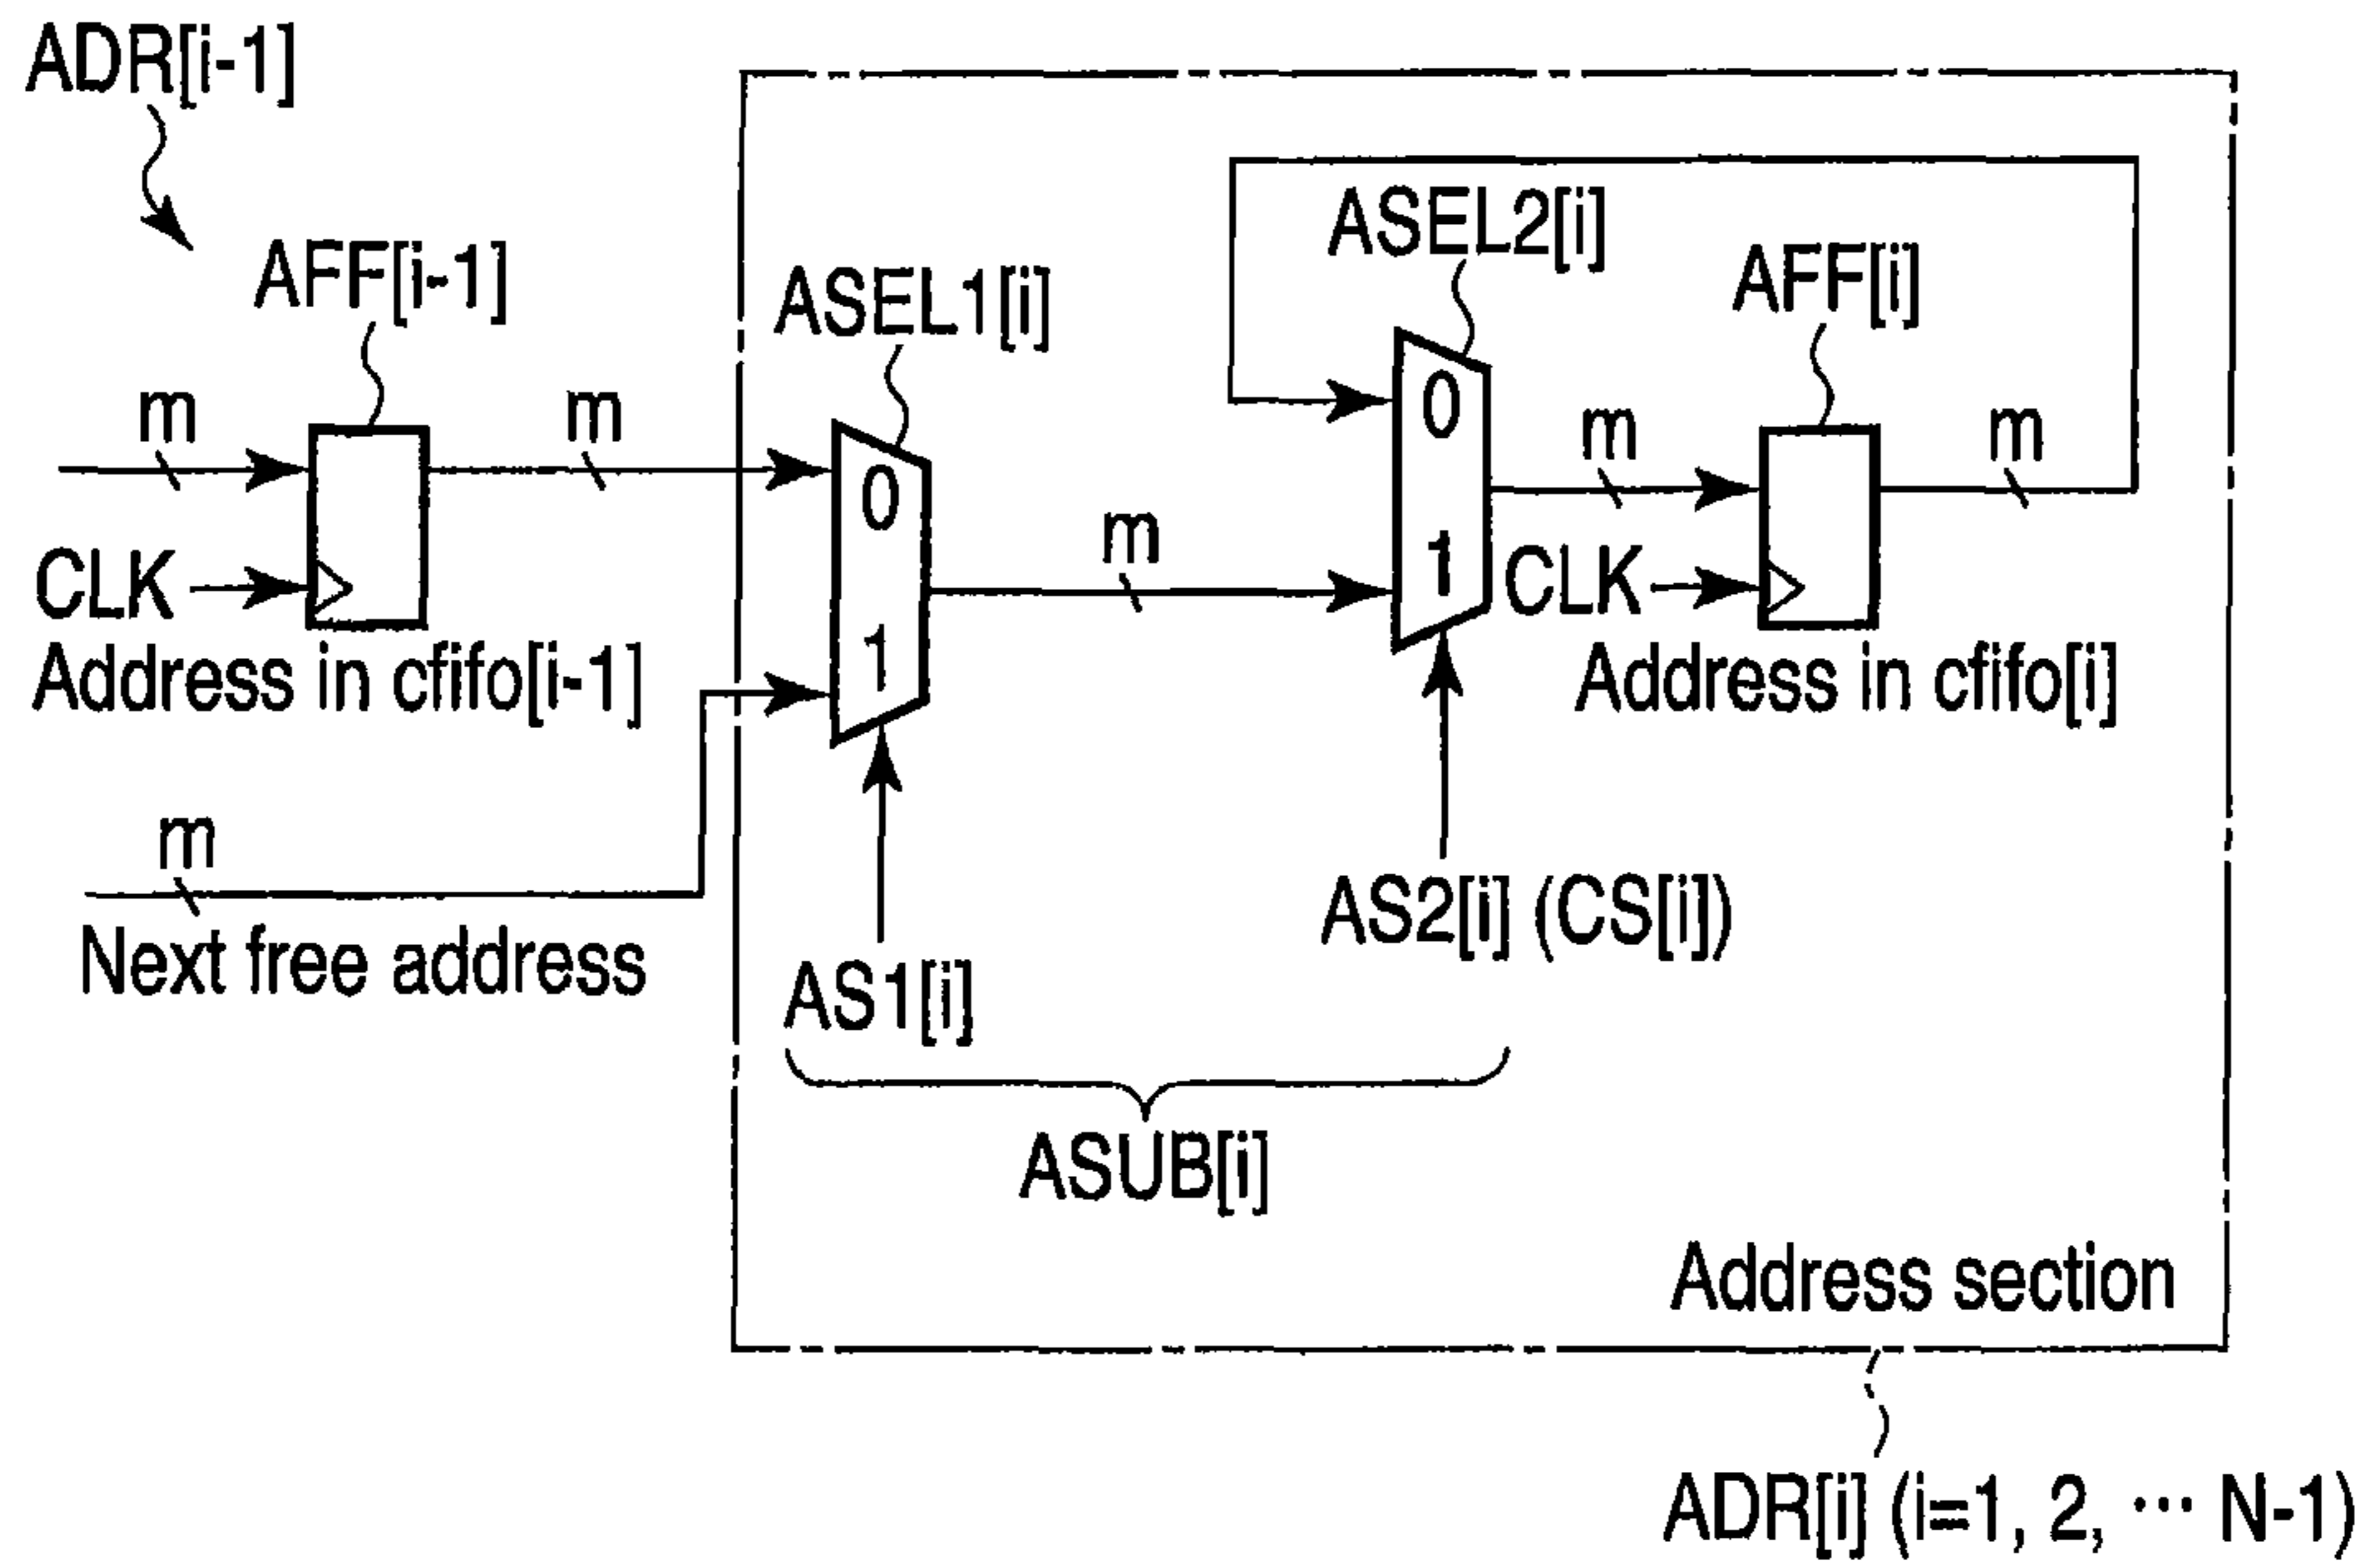 ADR[i-1]
AFF[i-1]
ASEL1[i]
ASEL2[i]
AFF[i]
m
m
m
m
m
0
1
0
1
CLK
CLK
Address in cfifo[i-1]
Address in cfifo[i]
m
Next free address
AS1[i]
AS2[i] (CS[i])
ASUB[i]
Address section
ADR[i] (i=1, 2, ··· N-1)